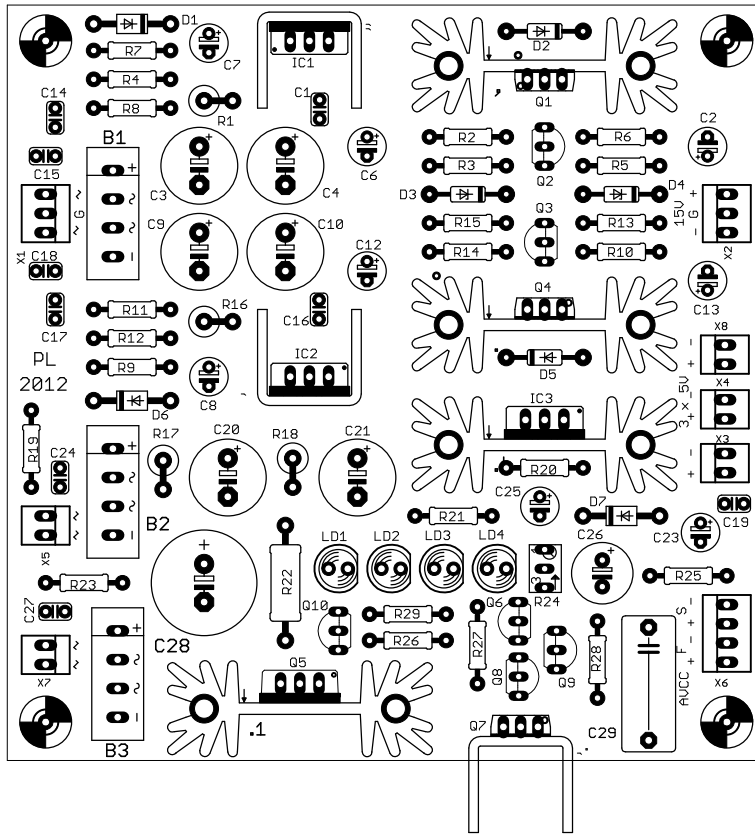 D1
R7
R4
R8
C7
IC1
D2
Q1
C14
C1
R1
C2
B1
C15
C3
C4
C6
R2
R3
D3
R15
R14
Q2
Q3
R6
R5
D4
R13
R10
+
~
~
-
~
G
~
X1
15V
+
G
-
X2
C18
C9
C10
C12
C13
C17
R11
R12
R9
R16
C16
Q4
X8
-
+
PL
2012
IC2
C8
D6
D5
3 x 5V
X4
-
+
IC3
X3
-
+
R19
C24
R17
C20
R18
C21
R20
B2
+
~
~
-
C25
D7
C19
R21
C23
X5
~
~
LD1
LD2
LD3
LD4
C26
R23
R22
R24
3
R25
C27
C28
Q10
R29
R26
Q6
R27
Q8
Q9
R28
X7
~
~
B3
+
~
~
-
Q5
.1
Q7
C29
AVCC F S
-
+
-
+
X6